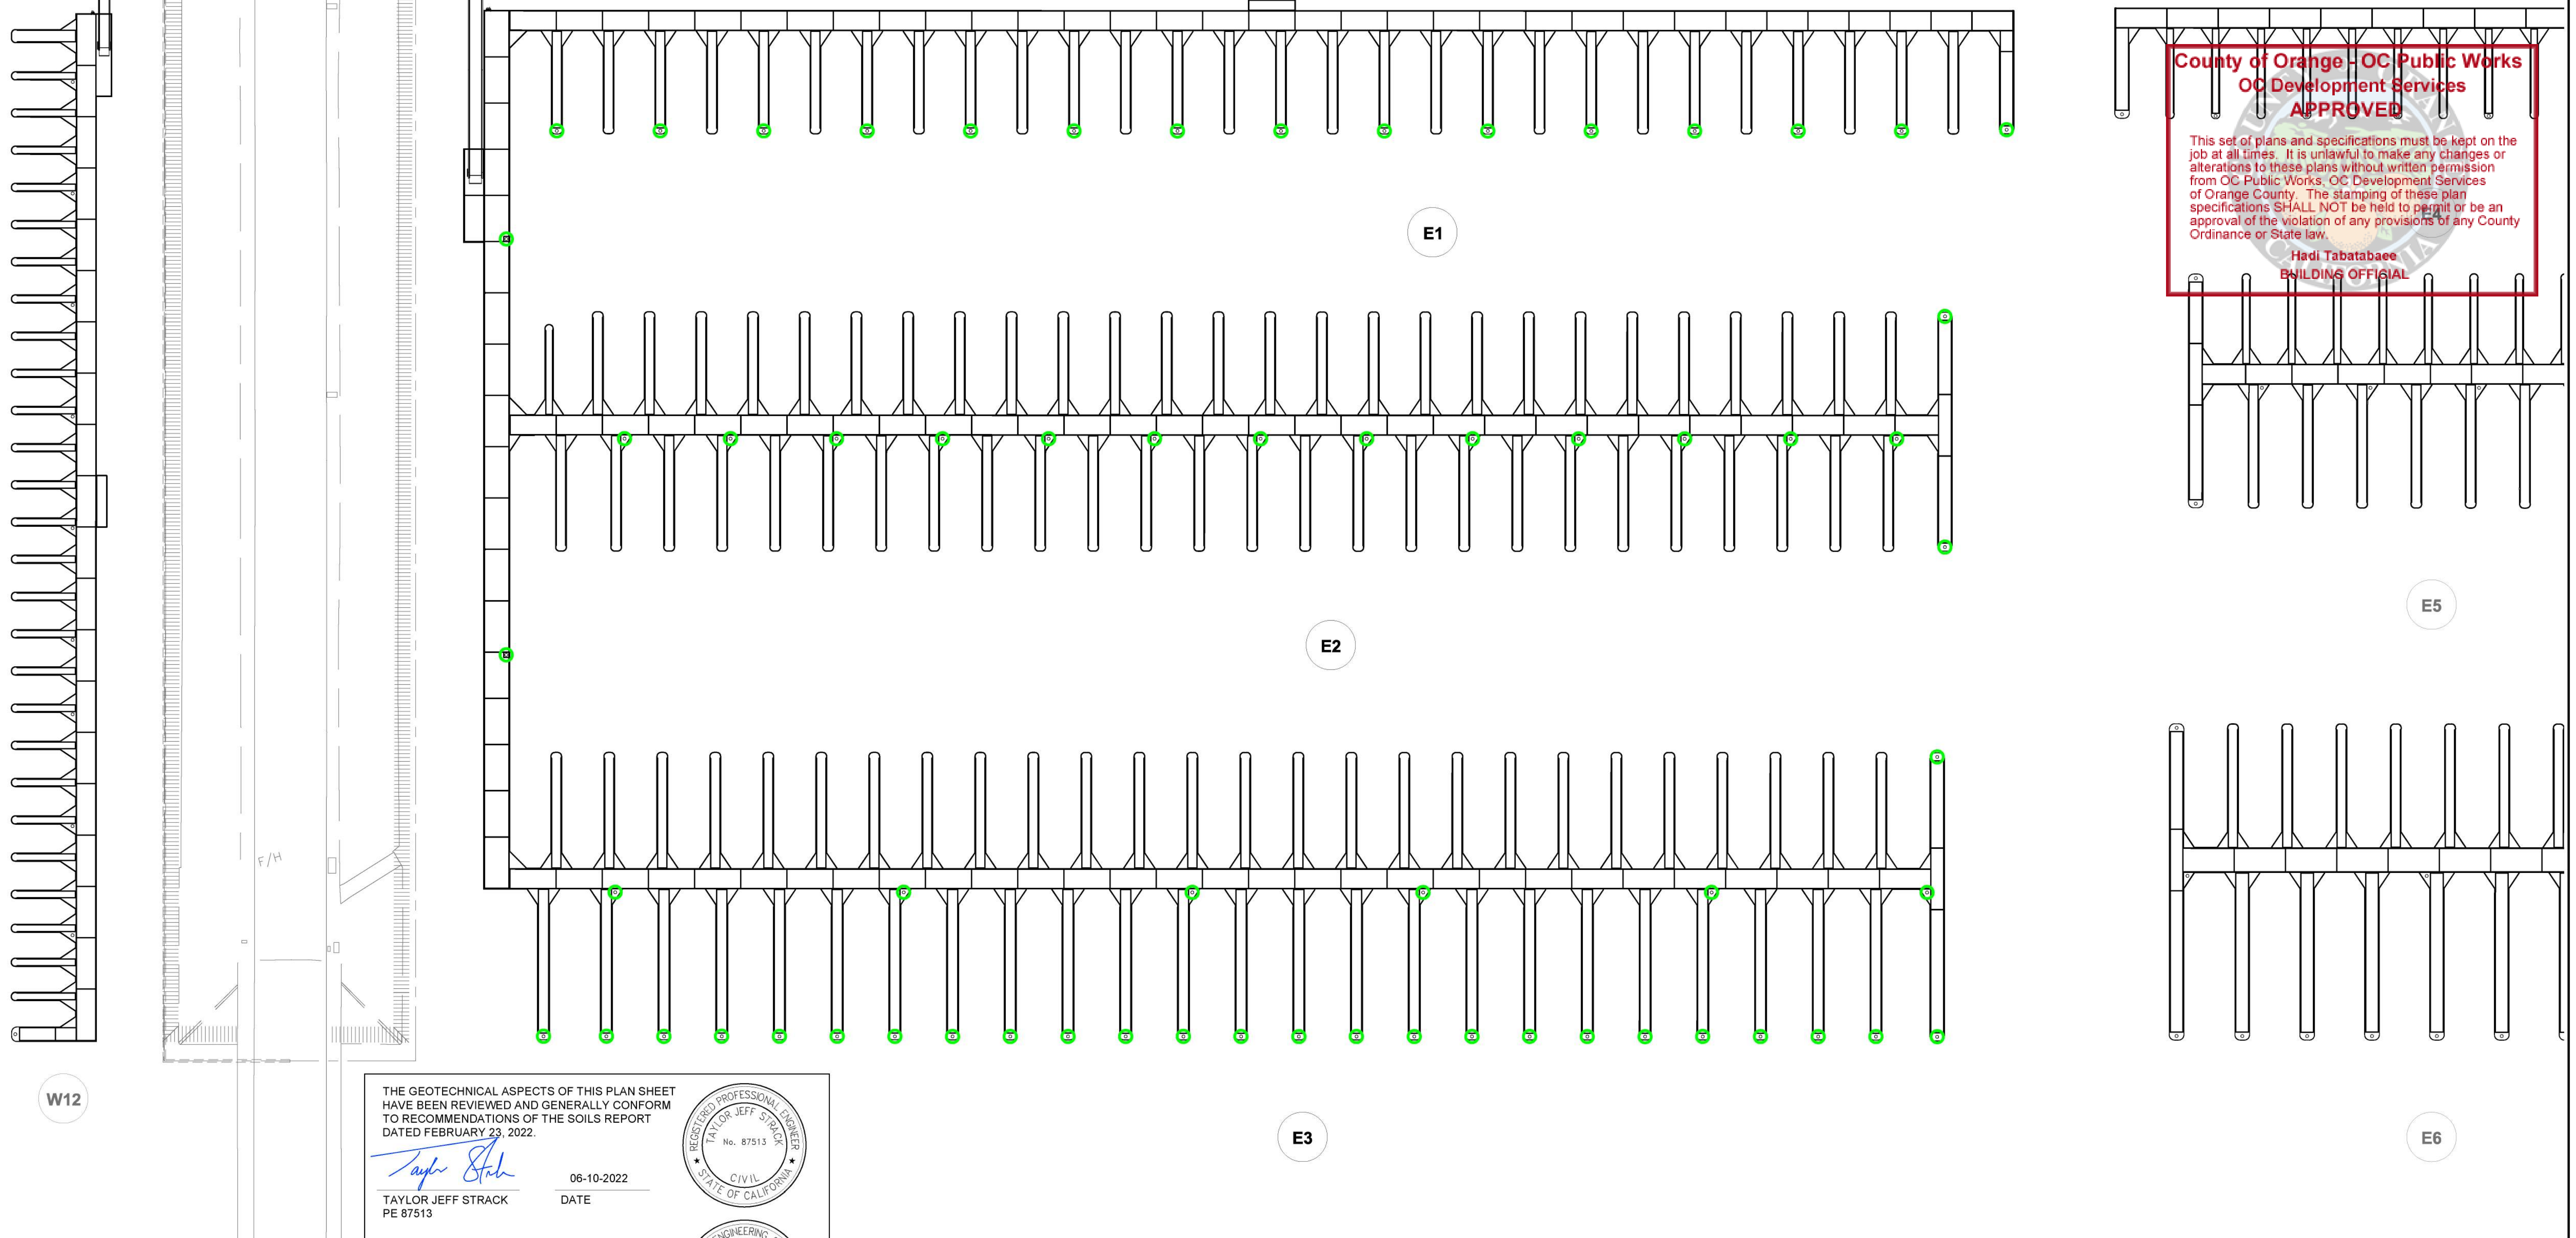 County of Orange - OC Public Works
OC Development Services
APPROVED
This set of plans and specifications must be kept on the
job at all times. It is unlawful to make any changes or
alterations to these plans without written permission
from OC Public Works, OC Development Services
of Orange County. The stamping of these plan
specifications SHALL NOT be held to permit or be an
approval of the violation of any provisions of any County
Ordinance or State law.
Hadi Tabatabaee
BUILDING OFFICIAL
CALIFORNIA
E1
E4
E2
E5
F/H
W12
E3
E6
THE GEOTECHNICAL ASPECTS OF THIS PLAN SHEET
HAVE BEEN REVIEWED AND GENERALLY CONFORM
TO RECOMMENDATIONS OF THE SOILS REPORT
DATED FEBRUARY 23, 2022.
Taylor Strack
06-10-2022
TAYLOR JEFF STRACK
DATE
PE 87513
REGISTERED PROFESSIONAL ENGINEER
TAYLOR JEFF STRACK
No. 87513
CIVIL
STATE OF CALIFORNIA
ENGINEERING